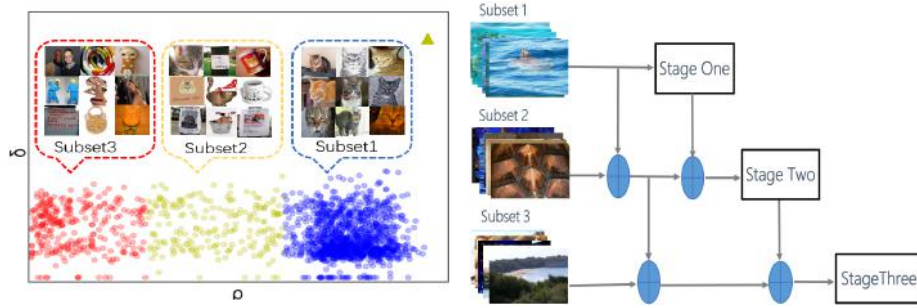 Subset3
Subset2
Subset1
δ
ρ
Subset 1
Stage One
Subset 2
Stage Two
Subset 3
StageThree